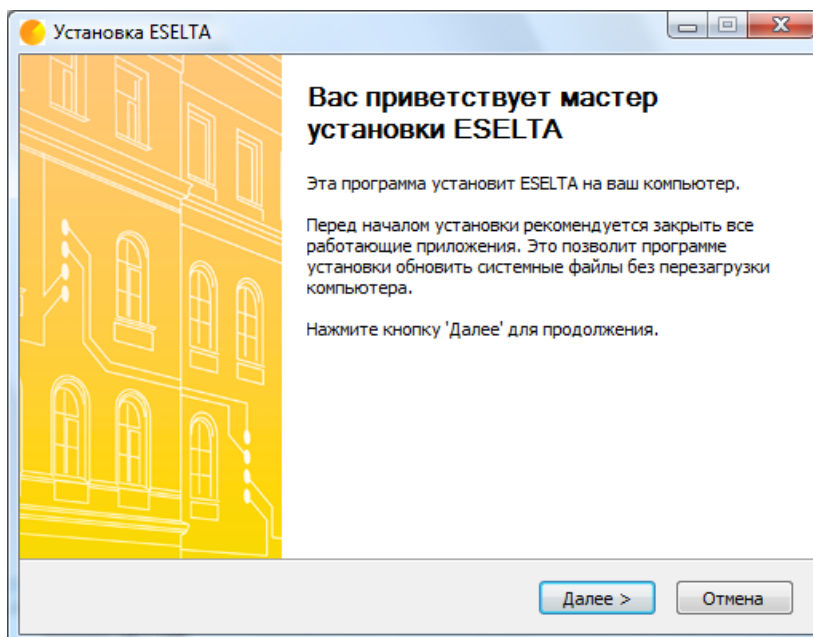 Установка ESELTA
Вас приветствует мастер
установки ESELTA
Эта программа установит ESELTA на ваш компьютер.
Перед началом установки рекомендуется закрыть все
работающие приложения. Это позволит программе
установки обновить системные файлы без перезагрузки
компьютера.
Нажмите кнопку 'Далее' для продолжения.
Далее >
Отмена